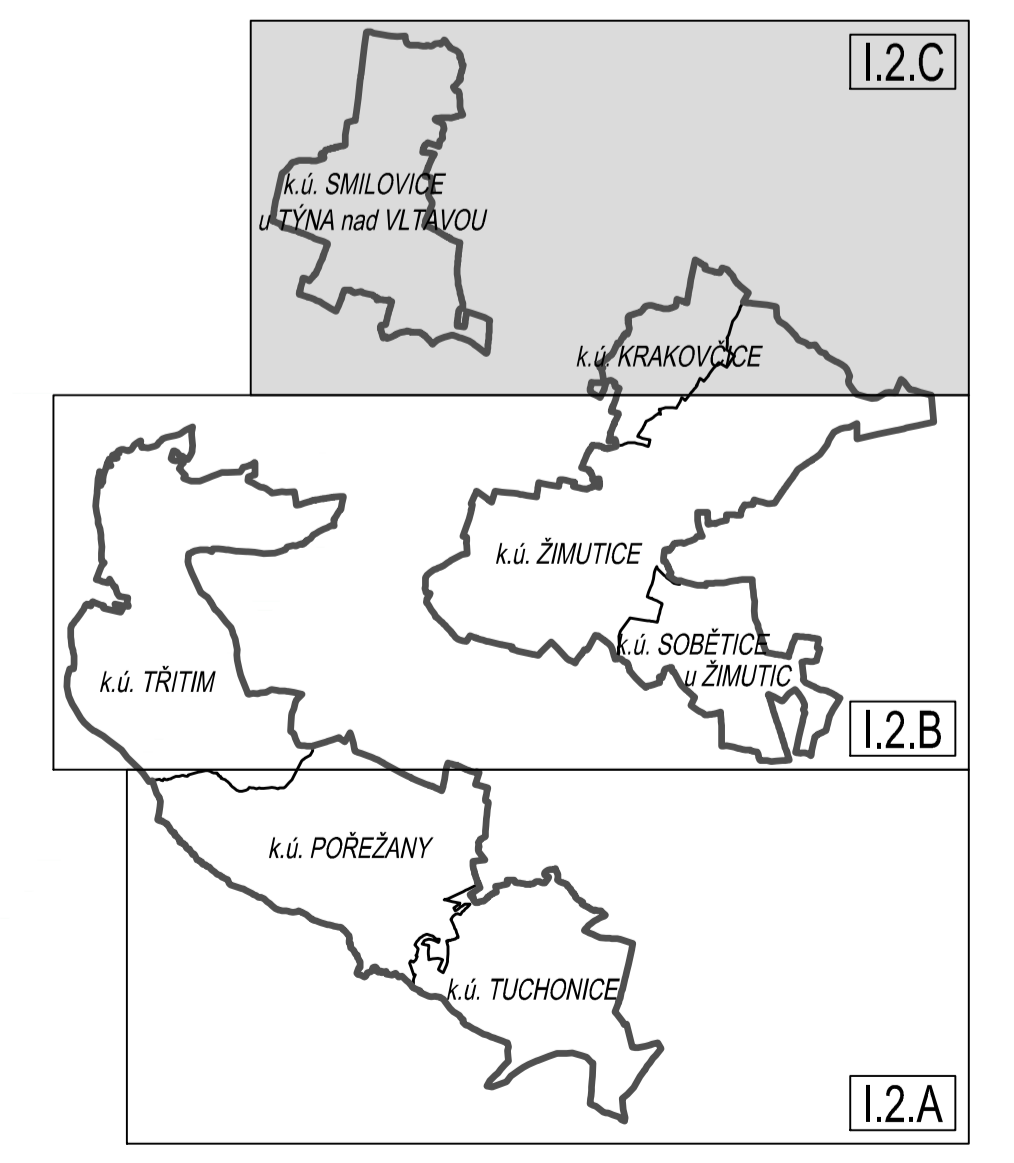 I.2.C
k.ú. SMILOVICE
u TÝNA nad VLTAVOU
k.ú. KRAKOVČICE
k.ú. ŽIMUTICE
k.ú. SOBĚTICE
u ŽIMUTIC
k.ú. TŘITIM
I.2.B
k.ú. POŘEŽANY
k.ú. TUCHONICE
I.2.A